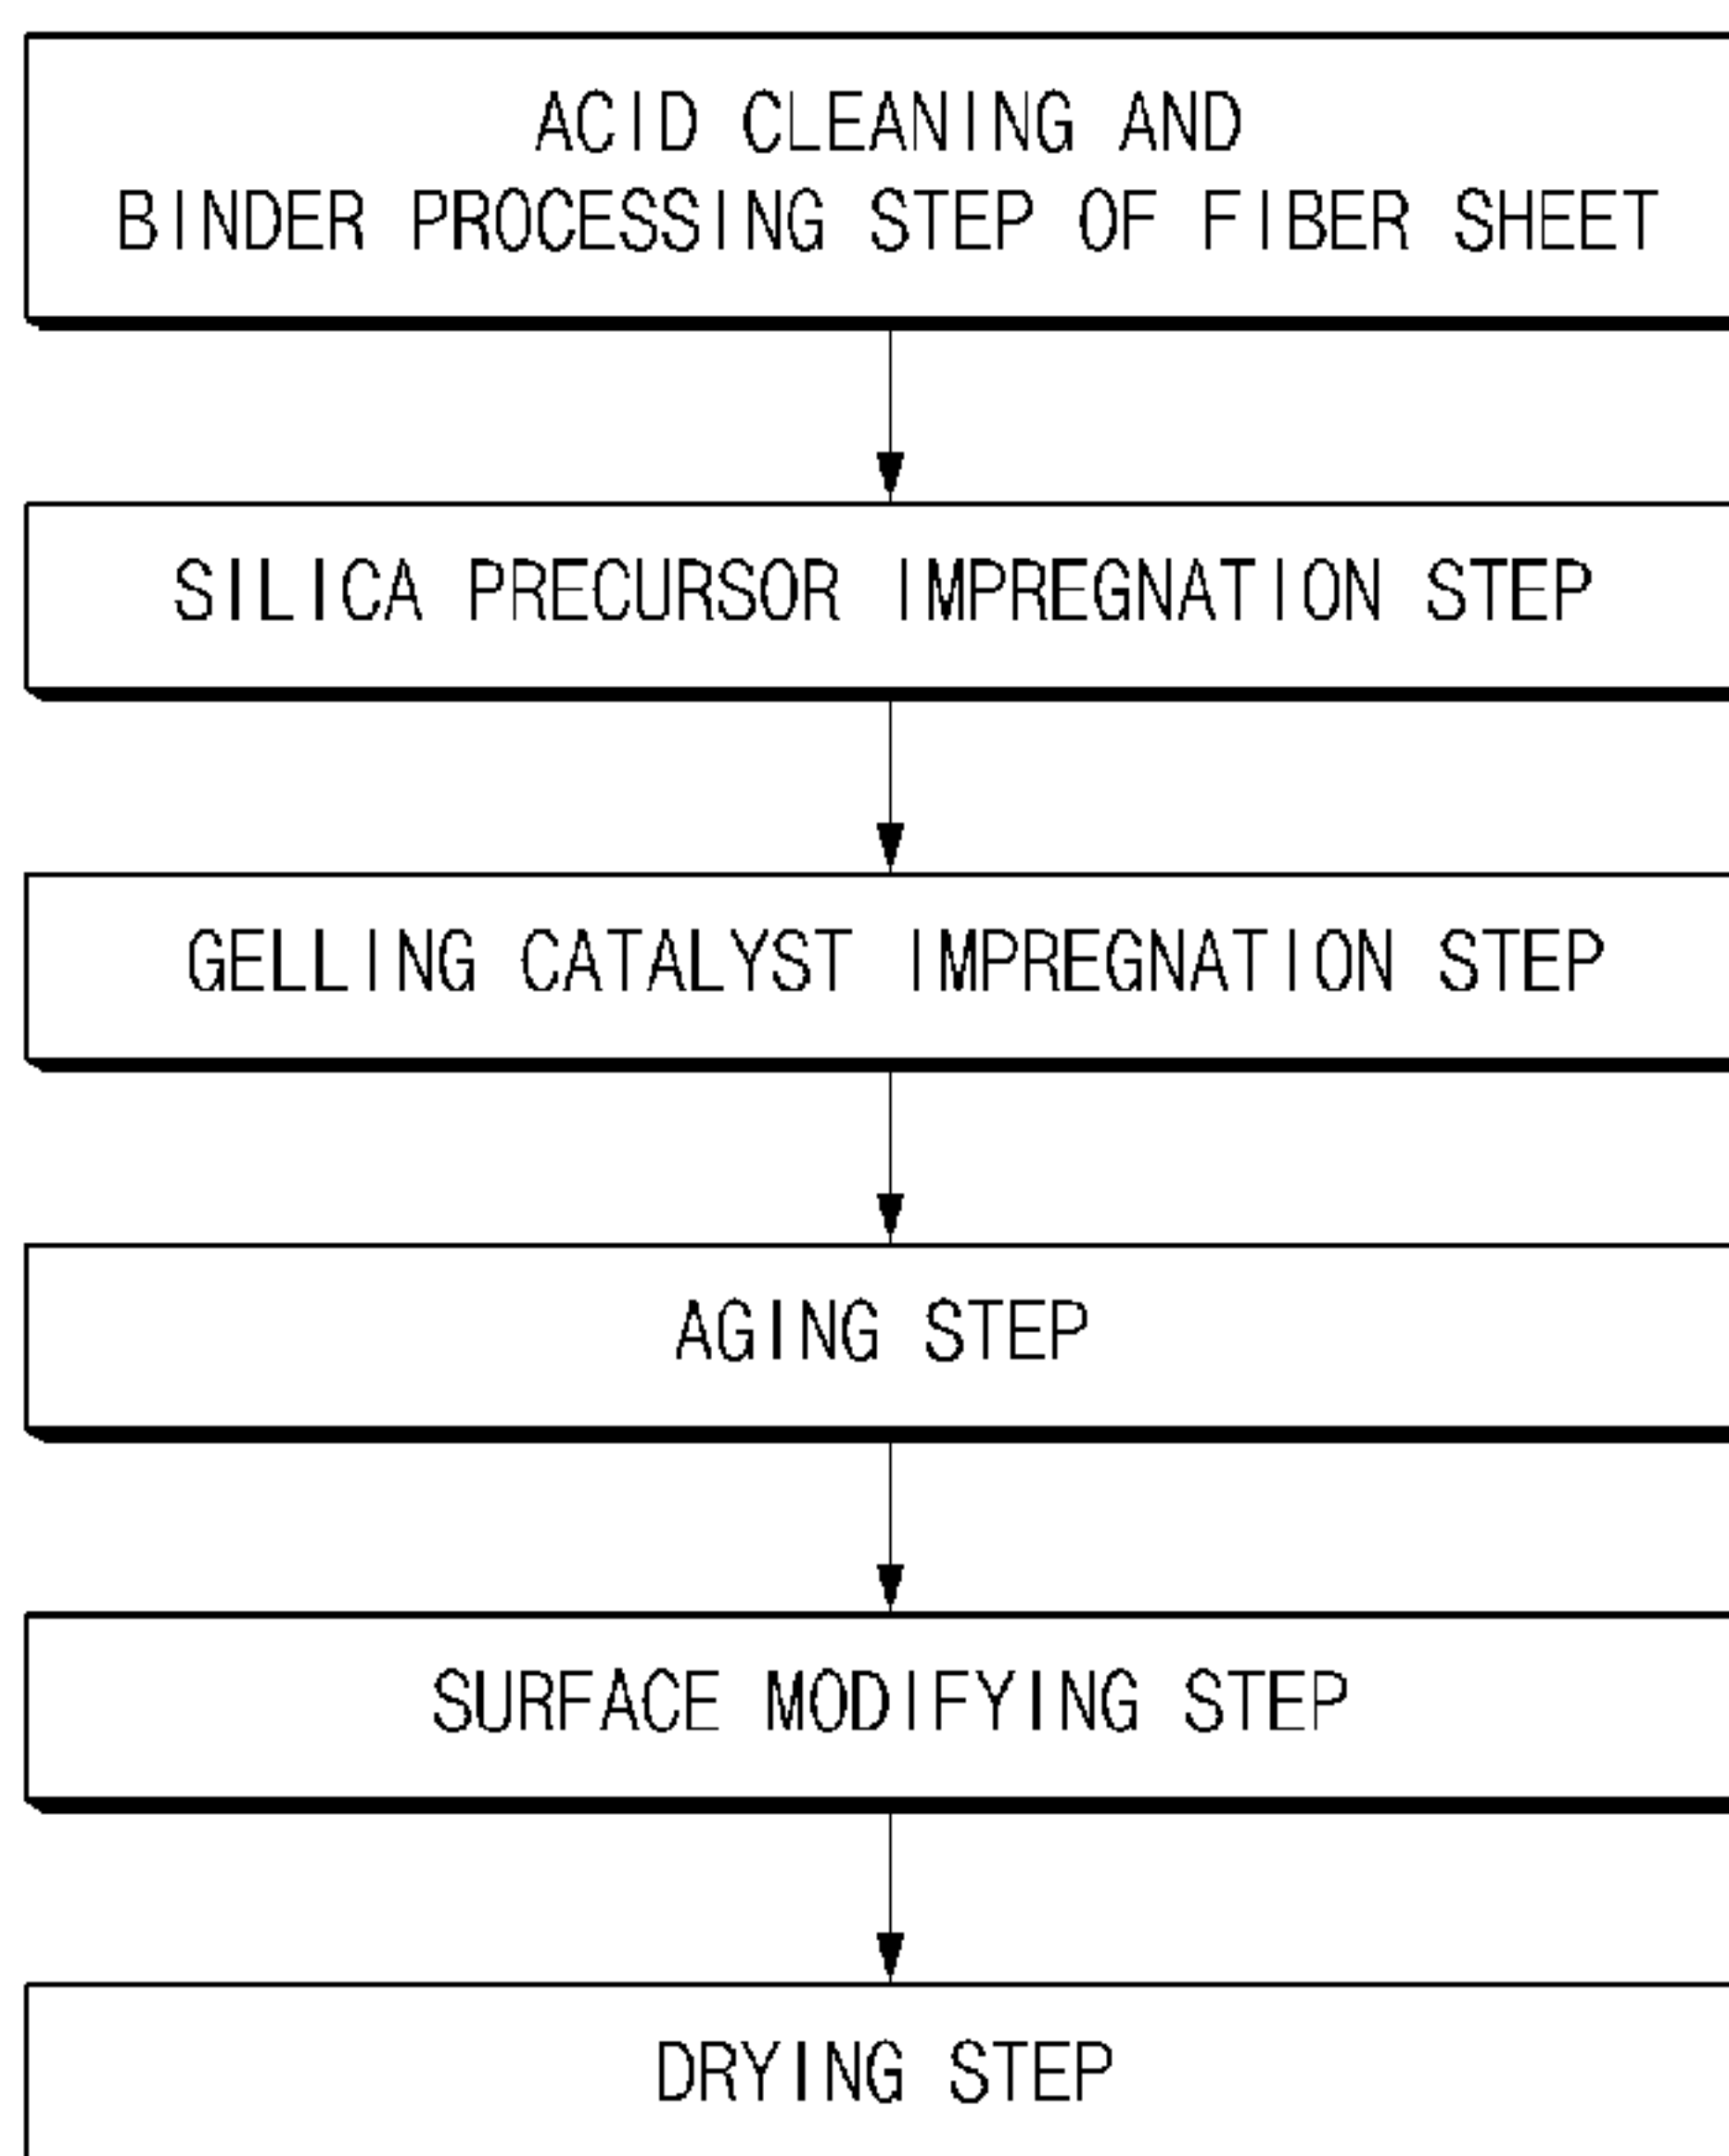 ACID CLEANING AND
BINDER PROCESSING STEP OF FIBER SHEET
SILICA PRECURSOR IMPREGNATION STEP
GELLING CATALYST IMPREGNATION STEP
AGING STEP
SURFACE MODIFYING STEP
DRYING STEP